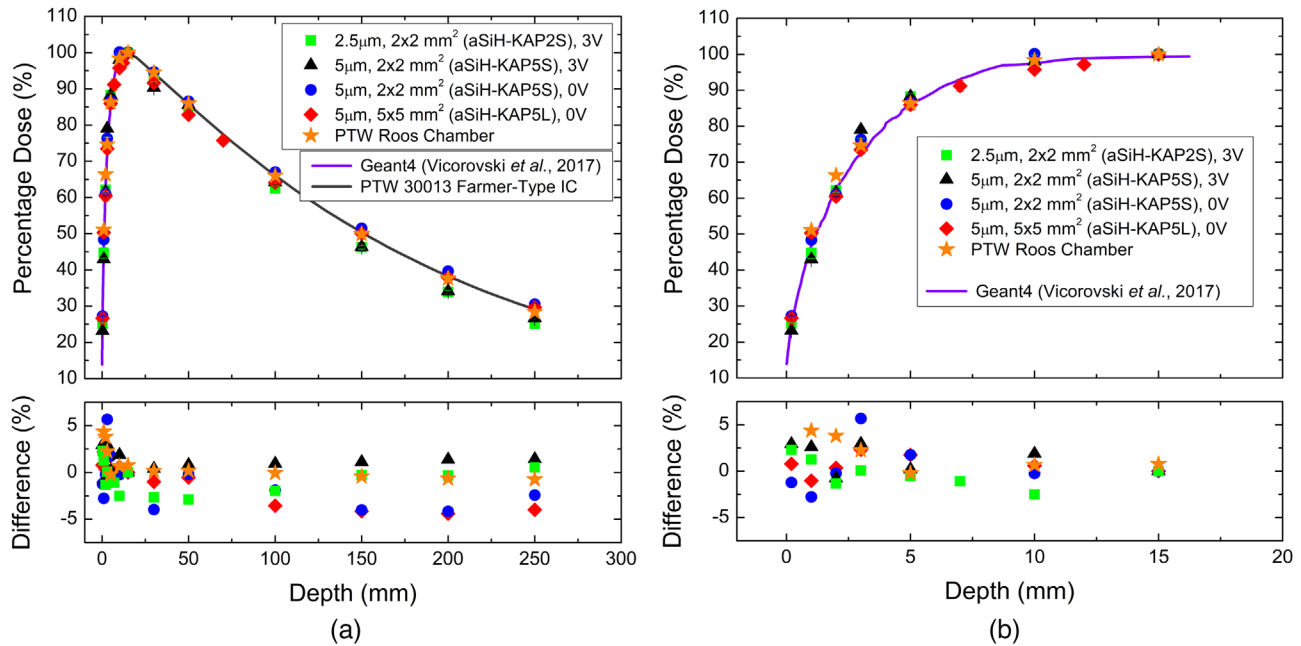 110
100
90
80
70
60
50
40
30
20
10
Percentage Dose (%)
2.5μm, 2x2 mm² (aSiH-KAP2S), 3V
5μm, 2x2 mm² (aSiH-KAP5S), 3V
5μm, 2x2 mm² (aSiH-KAP5S), 0V
5μm, 5x5 mm² (aSiH-KAP5L), 0V
PTW Roos Chamber
Geant4 (Vicorovski et al., 2017)
PTW 30013 Farmer-Type IC
5
0
-5
Difference (%)
0 50 100 150 200 250 300
Depth (mm)
(a)
110
100
90
80
70
60
50
40
30
20
10
Percentage Dose (%)
2.5μm, 2x2 mm² (aSiH-KAP2S), 3V
5μm, 2x2 mm² (aSiH-KAP5S), 3V
5μm, 2x2 mm² (aSiH-KAP5S), 0V
5μm, 5x5 mm² (aSiH-KAP5L), 0V
PTW Roos Chamber
Geant4 (Vicorovski et al., 2017)
5
0
-5
Difference (%)
0 5 10 15 20
Depth (mm)
(b)